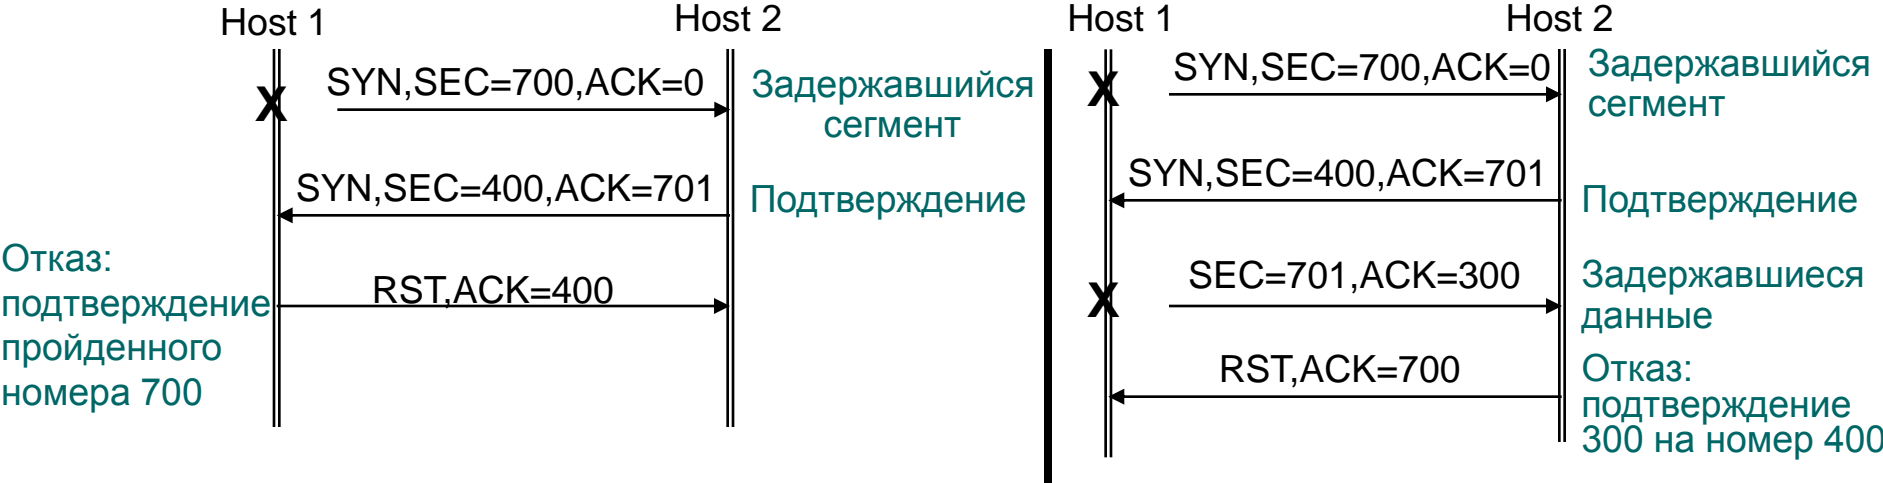 Host 1
Host 2
SYN,SEC=700,ACK=0
Задержавшийся
сегмент
X
SYN,SEC=400,ACK=701
Подтверждение
Отказ:
подтверждение
пройденного
номера 700
RST,ACK=400
Host 1
Host 2
SYN,SEC=700,ACK=0
Задержавшийся
сегмент
X
SYN,SEC=400,ACK=701
Подтверждение
SEC=701,ACK=300
Задержавшиеся
данные
X
RST,ACK=700
Отказ:
подтверждение
300 на номер 400